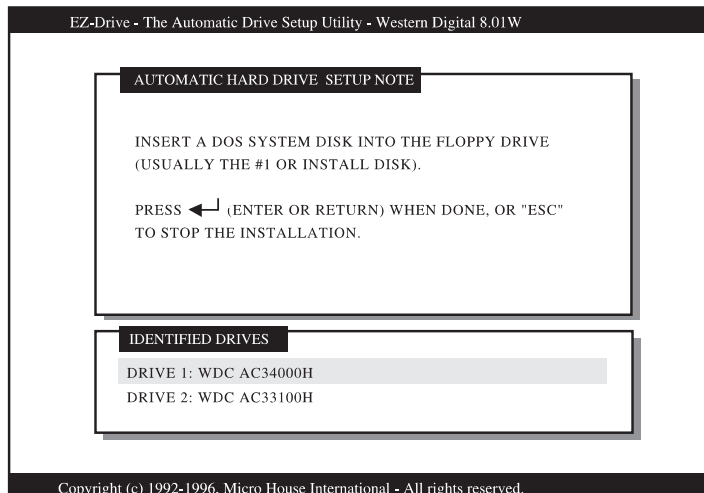 EZ-Drive - The Automatic Drive Setup Utility - Western Digital 8.01W
AUTOMATIC HARD DRIVE SETUP NOTE
INSERT A DOS SYSTEM DISK INTO THE FLOPPY DRIVE
(USUALLY THE #1 OR INSTALL DISK).
PRESS (ENTER OR RETURN) WHEN DONE, OR "ESC"
TO STOP THE INSTALLATION.
IDENTIFIED DRIVES
DRIVE 1: WDC AC34000H
DRIVE 2: WDC AC33100H
Copyright (c) 1992-1996, Micro House International - All rights reserved.